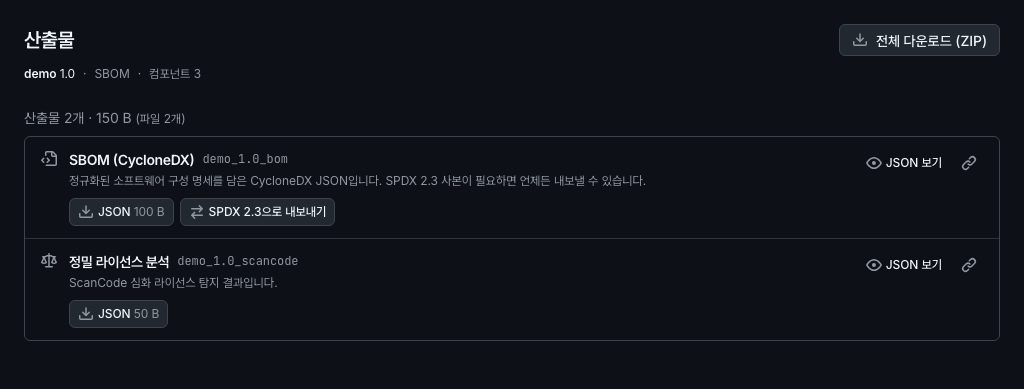 산출물
전체 다운로드 (ZIP)
demo 1.0 · SBOM · 컴포넌트 3
산출물 2개 · 150 B (파일 2개)
SBOM (CycloneDX) demo_1.0_bom
JSON 보기
정규화된 소프트웨어 구성 명세를 담은 CycloneDX JSON입니다. SPDX 2.3 사본이 필요하면 언제든 내보낼 수 있습니다.
JSON 100 B
SPDX 2.3으로 내보내기
정밀 라이선스 분석 demo_1.0_scancode
JSON 보기
ScanCode 심화 라이선스 탐지 결과입니다.
JSON 50 B